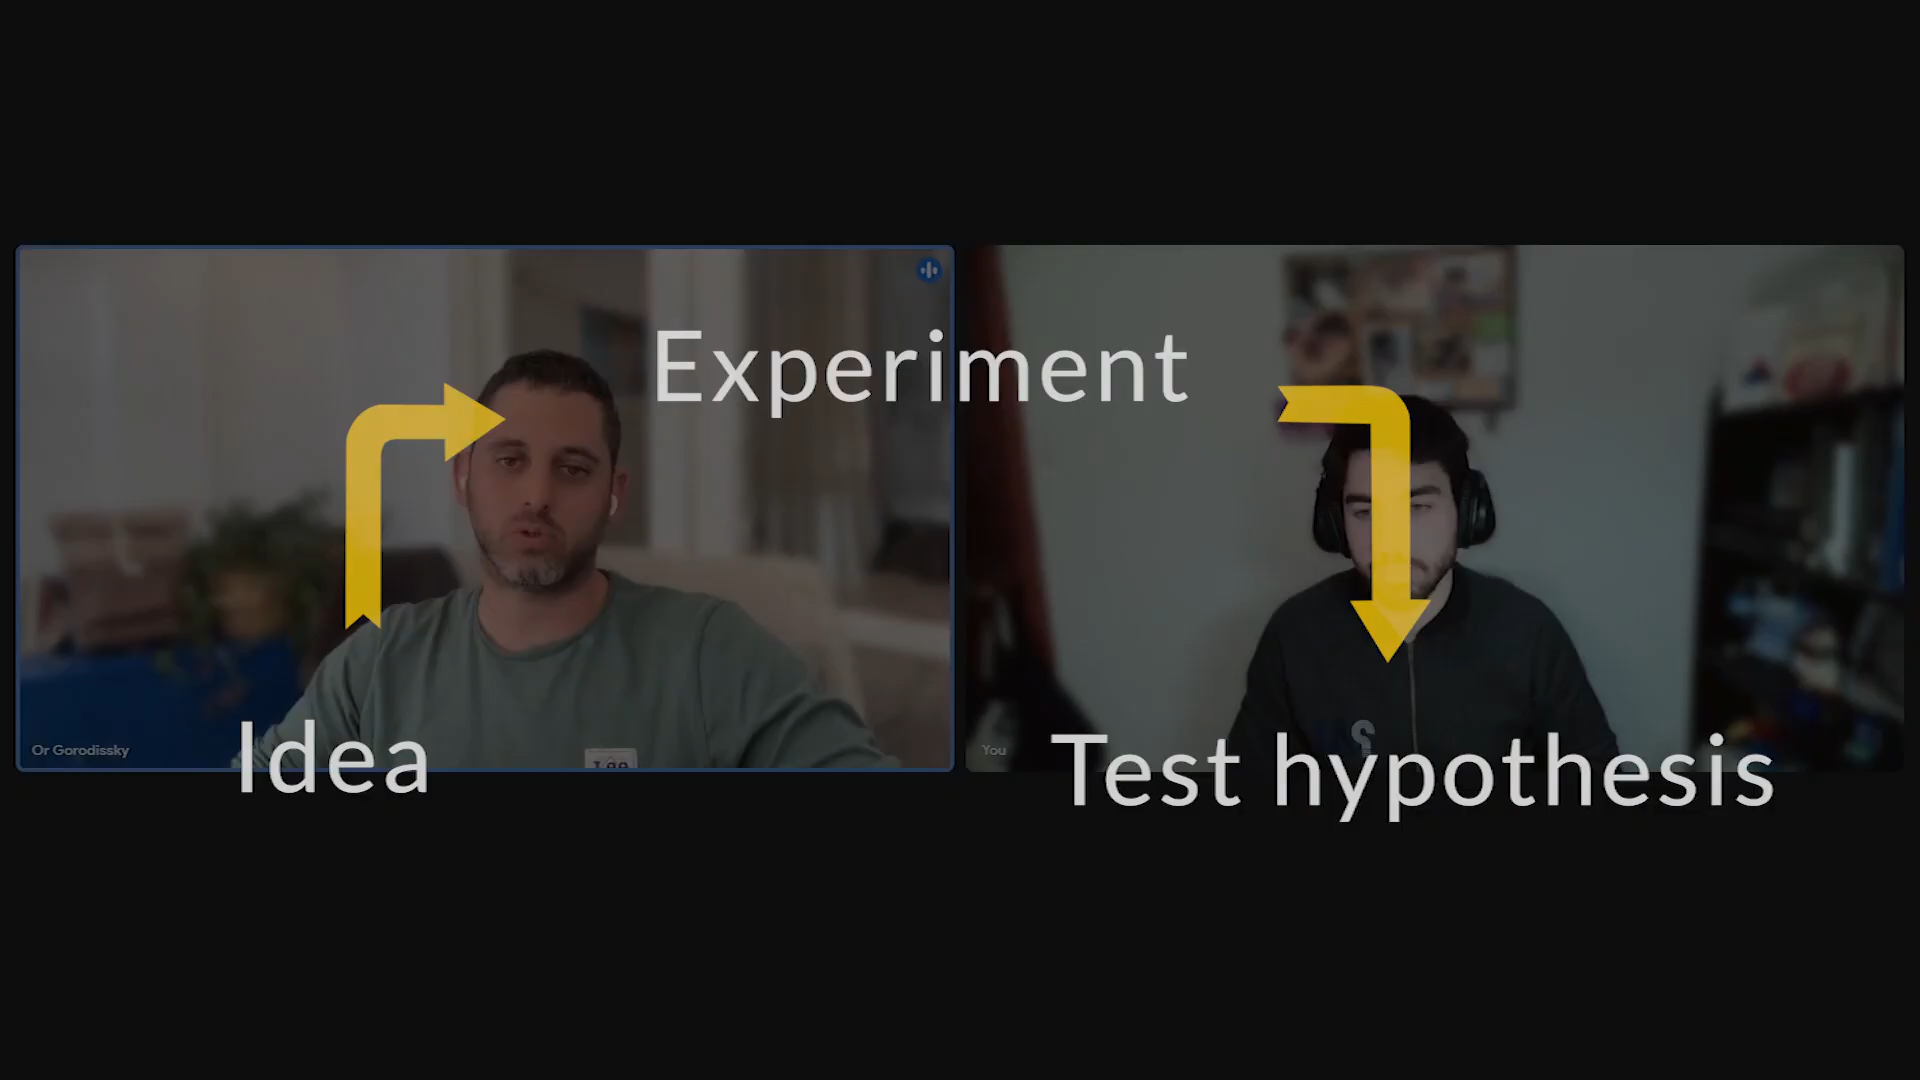 Experiment
Idea
Test hypothesis
Or Gorodissky
You